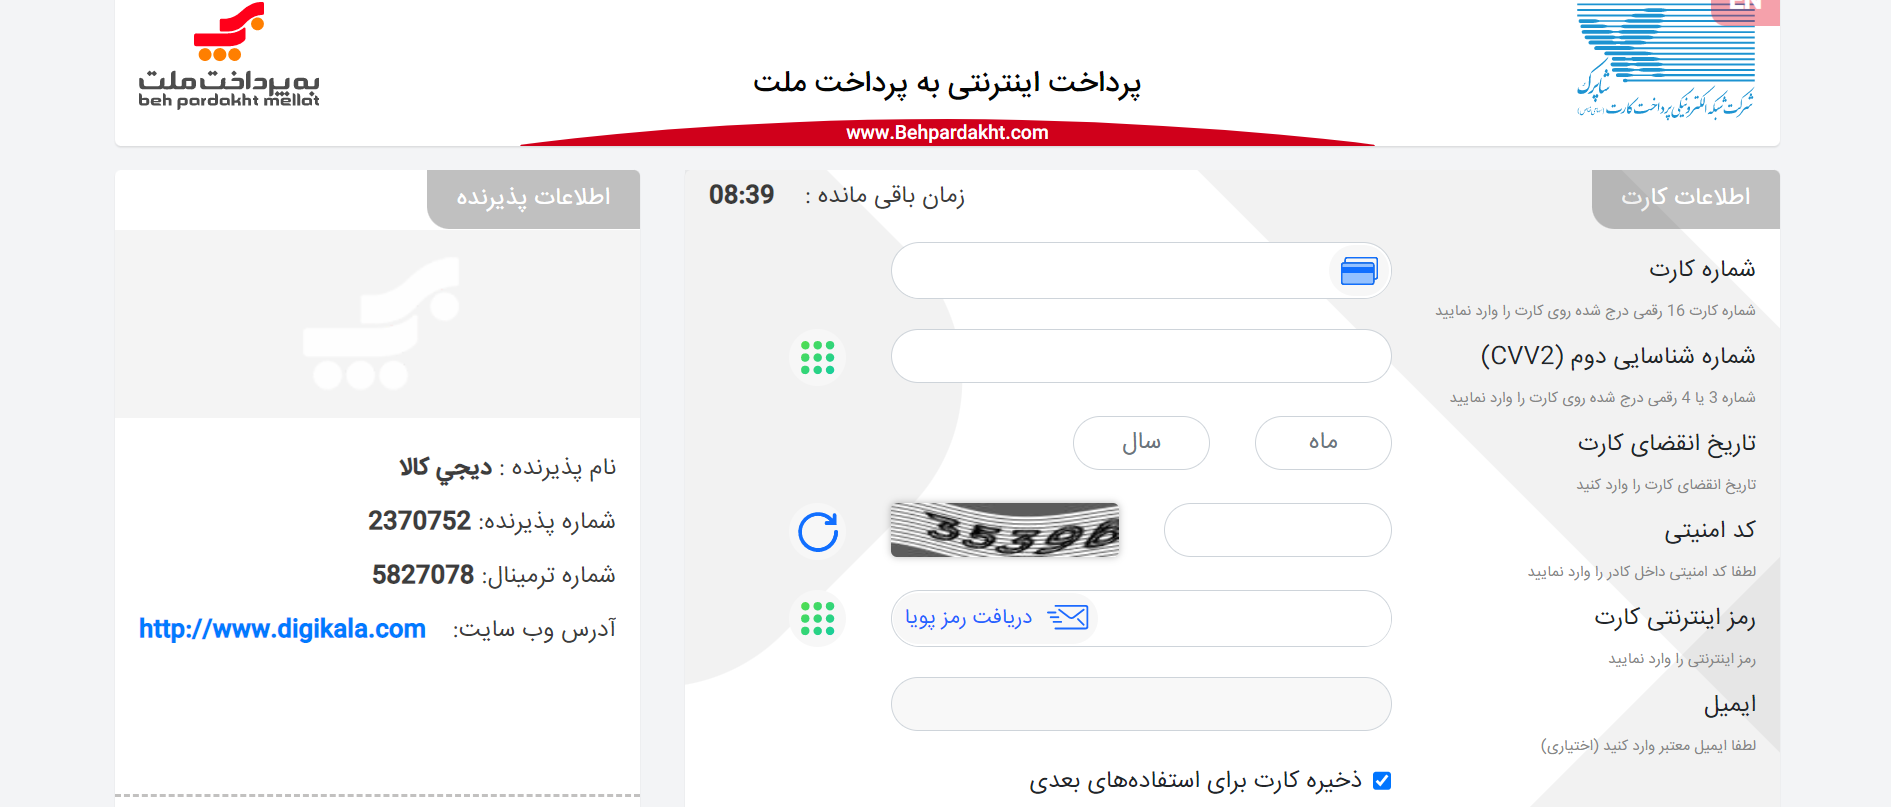 EN
شاپرک
شرکت شبکه الکترونیکی پرداخت کارت
به پرداخت ملت
beh pardakht mellat
پرداخت اینترنتی به پرداخت ملت
www.Behpardakht.com
اطلاعات کارت
زمان باقی مانده : 08:39
شماره کارت
شماره کارت 16 رقمی درج شده روی کارت را وارد نمایید
شماره شناسایی دوم (CVV2)
شماره 3 یا 4 رقمی درج شده روی کارت را وارد نمایید
تاریخ انقضای کارت
ماه
سال
تاریخ انقضای کارت را وارد کنید
کد امنیتی
35396
لطفا کد امنیتی داخل کادر را وارد نمایید
رمز اینترنتی کارت
دریافت رمز پویا
رمز اینترنتی را وارد نمایید
ایمیل
لطفا ایمیل معتبر وارد کنید (اختیاری)
ذخیره کارت برای استفاده‌های بعدی
اطلاعات پذیرنده
نام پذیرنده : ديجي كالا
شماره پذیرنده: 2370752
شماره ترمینال: 5827078
آدرس وب سایت: http://www.digikala.com